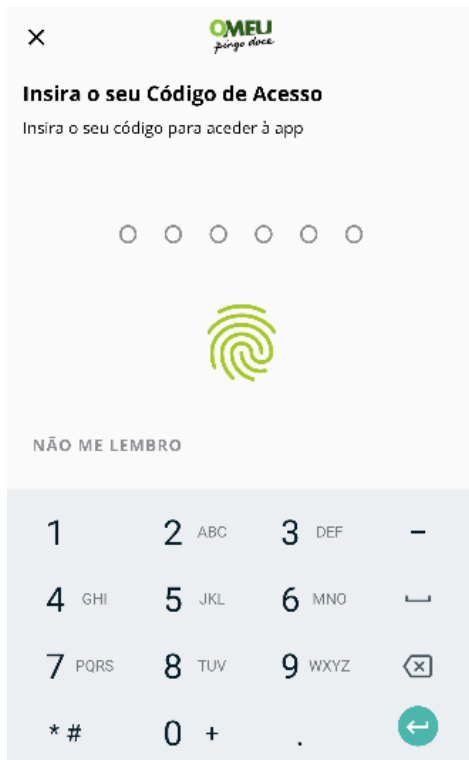 OMEU
pingo doce
Insira o seu Código de Acesso
Insira o seu código para aceder à app
NÃO ME LEMBRO
1 2 ABC 3 DEF -
4 GHI 5 JKL 6 MNO
7 PQRS 8 TUV 9 WXYZ
* # 0 + .